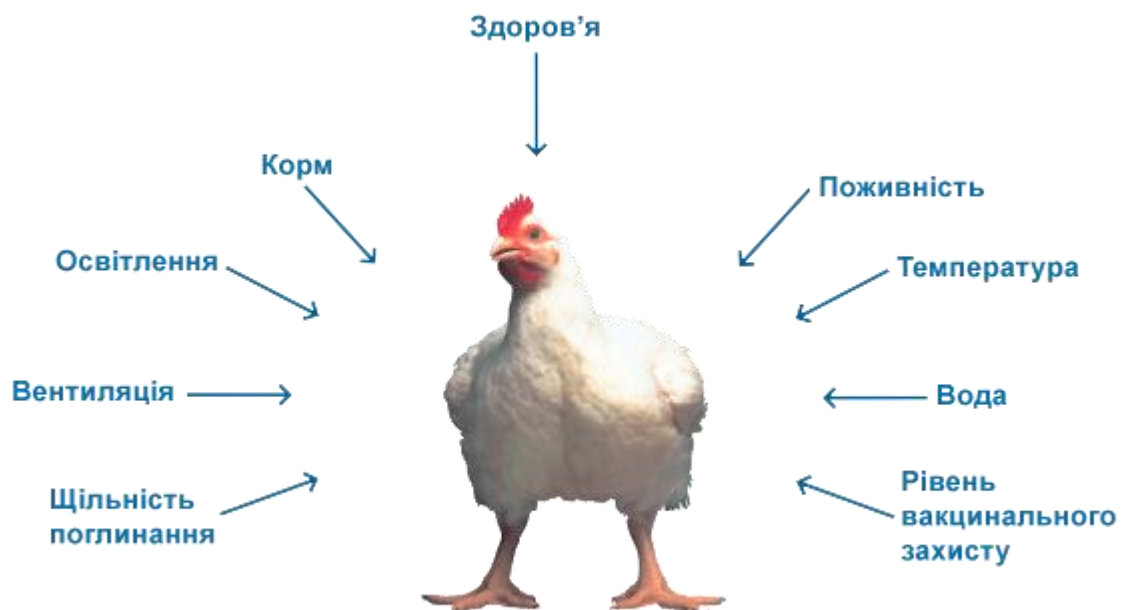 Здоров’я
Корм
Поживність
Освітлення
Температура
Вентиляція
Вода
Щільність
поглинання
Рівень
вакцинального
захисту